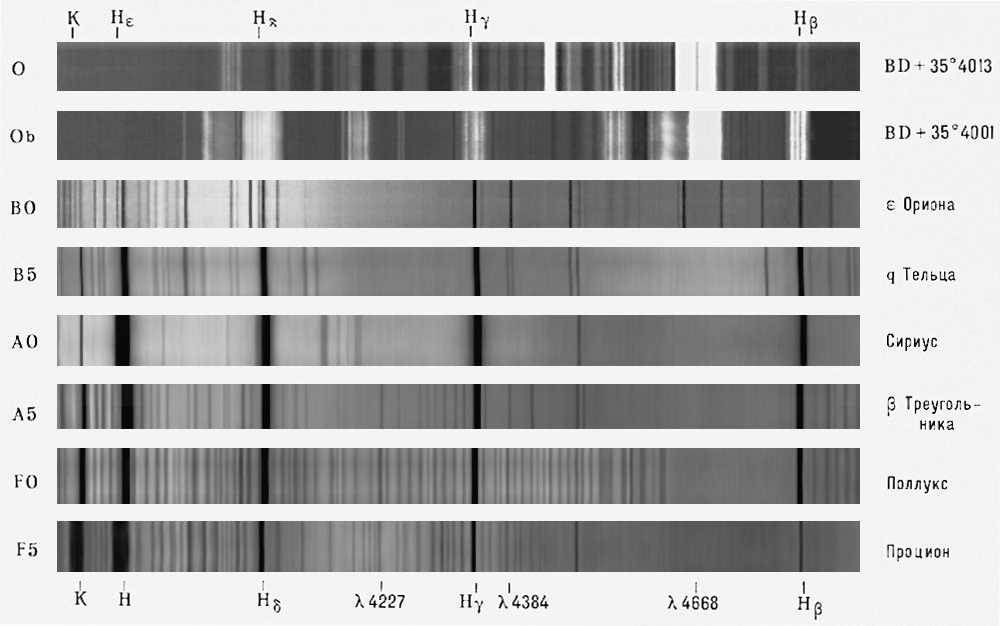 K Hε Hδ Hγ Hβ
O BD + 35°4013
Ob BD + 35°4001
B0 ε Ориона
B5 q Тельца
A0 Сириус
A5 β Треуголь-
ника
F0 Поллукс
F5 Процион
K H Hδ λ 4227 Hγ λ 4384 λ 4668 Hβ